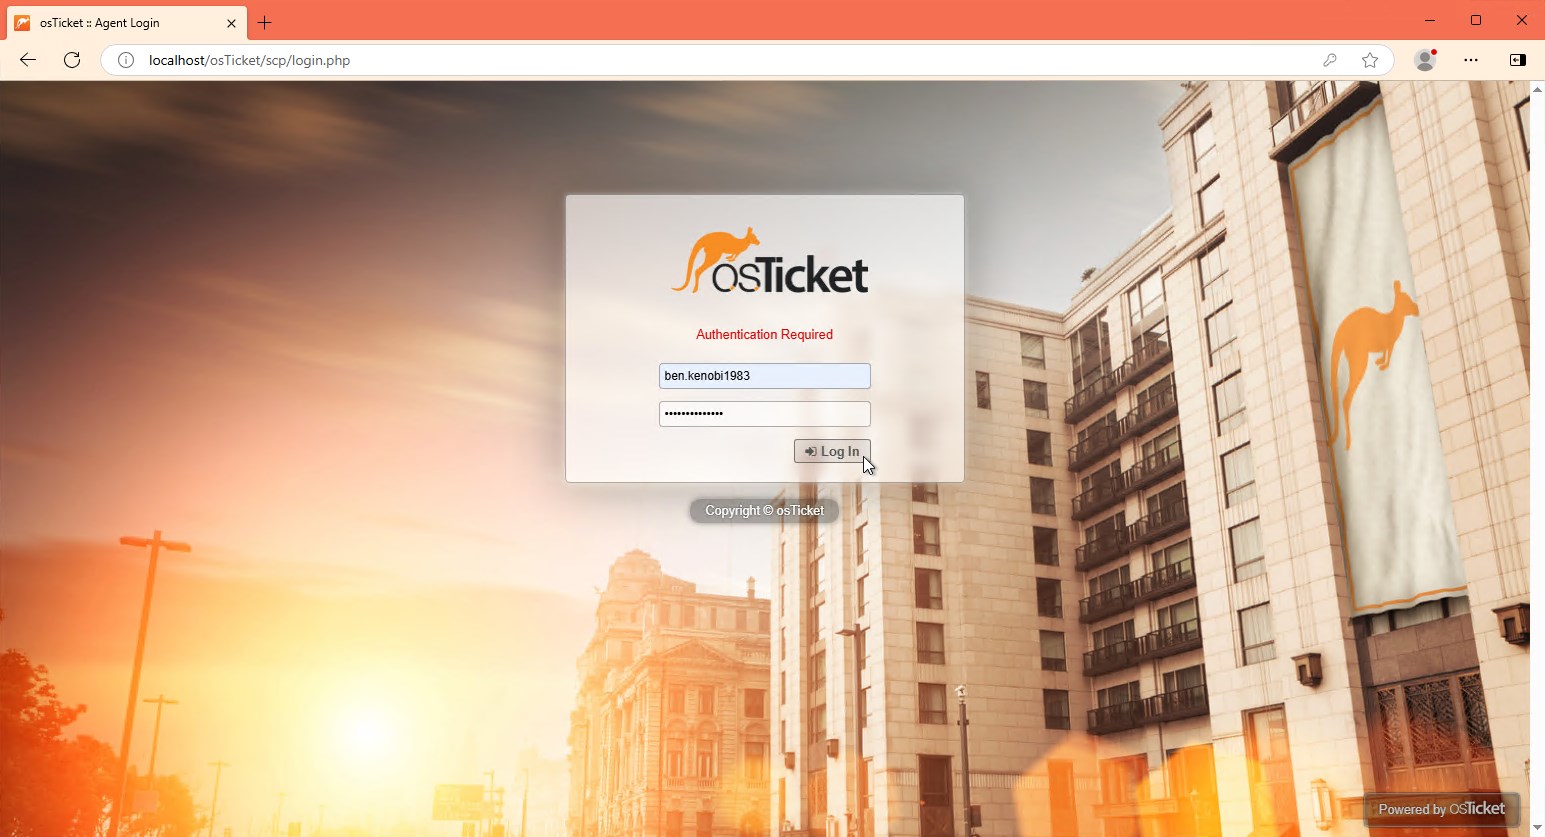 osTicket :: Agent Login
localhost/osTicket/scp/login.php
osTicket
Authentication Required
ben.kenobi1983
••••••••••••••
Log In
Copyright © osTicket
Powered by osTicket